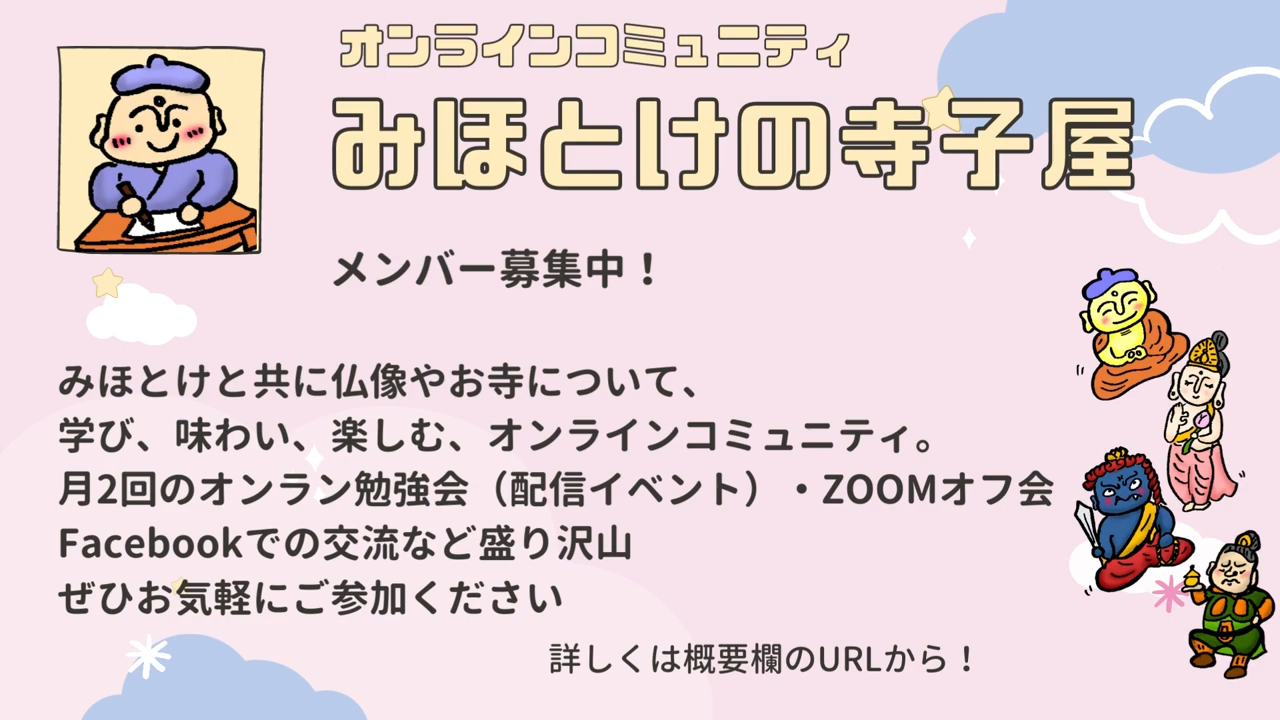 オンラインコミュニティ
みほとけの寺子屋
メンバー募集中！
みほとけと共に仏像やお寺について、
学び、味わい、楽しむ、オンラインコミュニティ。
月2回のオンラン勉強会（配信イベント）・ZOOMオフ会
Facebookでの交流など盛り沢山
ぜひお気軽にご参加ください
詳しくは概要欄のURLから！